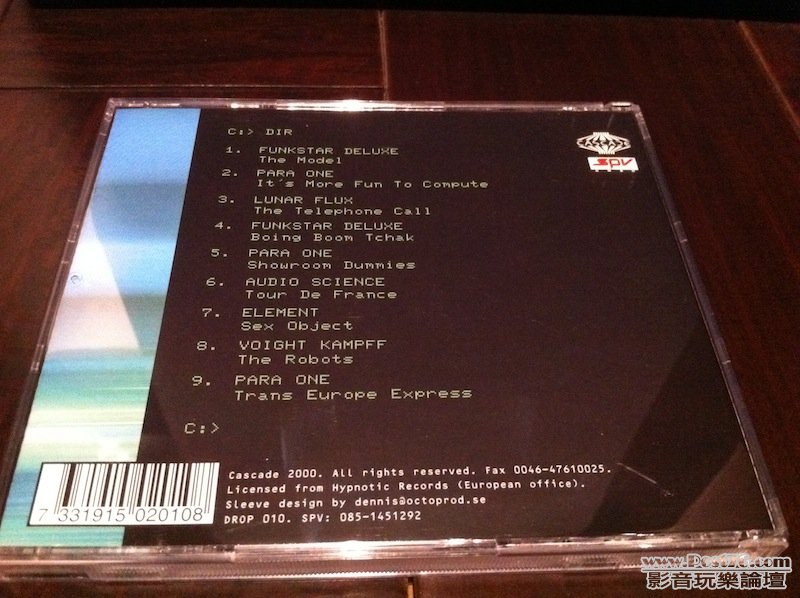 C:> DIR
1. FUNKSTAR DELUXE
The Model
2. PARA ONE
It's More Fun To Compute
3. LUNAR FLUX
The Telephone Call
4. FUNKSTAR DELUXE
Boing Boom Tchak
5. PARA ONE
Showroom Dummies
6. AUDIO SCIENCE
Tour De France
7. ELEMENT
Sex Object
8. VOIGHT KAMPFF
The Robots
9. PARA ONE
Trans Europe Express
C:>
CASCADE
SPV
Cascade 2000. All rights reserved. Fax 0046-47610025.
Licensed from Hypnotic Records (European office).
Sleeve design by dennis@octoprod.se
DROP 010. SPV: 085-1451292
7 331915 020108
影音玩樂論壇